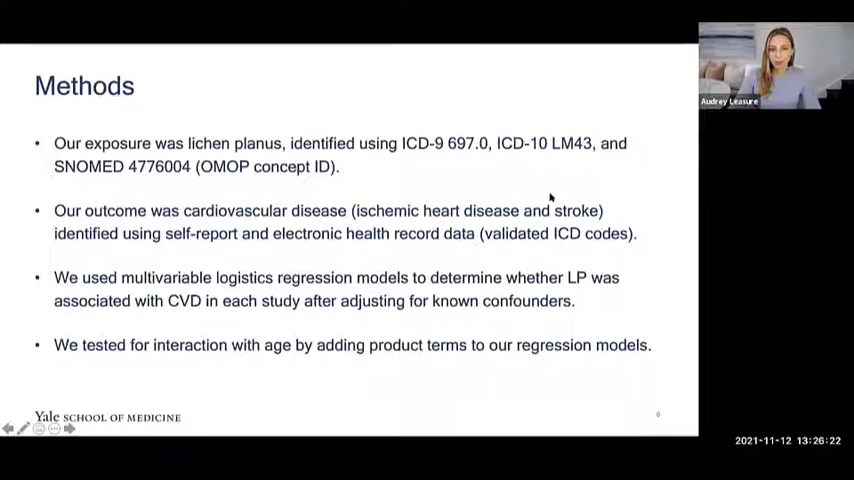 Methods
• Our exposure was lichen planus, identified using ICD-9 697.0, ICD-10 LM43, and
SNOMED 4776004 (OMOP concept ID).
• Our outcome was cardiovascular disease (ischemic heart disease and stroke)
identified using self-report and electronic health record data (validated ICD codes).
• We used multivariable logistics regression models to determine whether LP was
associated with CVD in each study after adjusting for known confounders.
• We tested for interaction with age by adding product terms to our regression models.
Yale SCHOOL OF MEDICINE
6
Audrey Leasure
2021-11-12 13:26:22